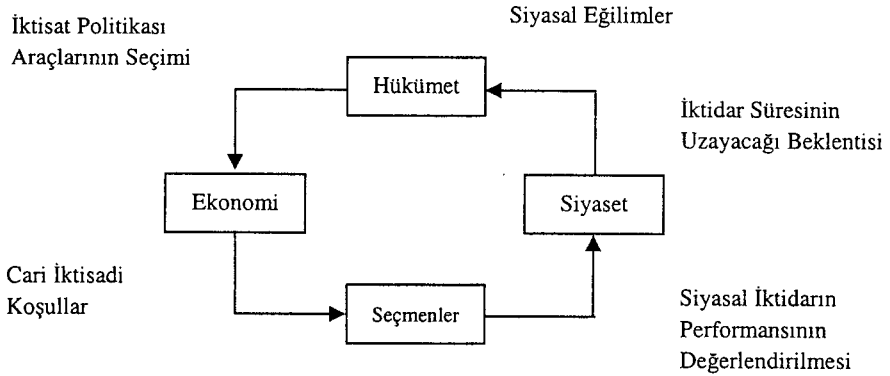 Siyasal Eğilimler
İktisat Politikası
Araçlarının Seçimi
Hükümet
İktidar Süresinin
Uzayacağı Beklentisi
Ekonomi
Siyaset
Cari İktisadi
Koşullar
Seçmenler
Siyasal İktidarın
Performansının
Değerlendirilmesi